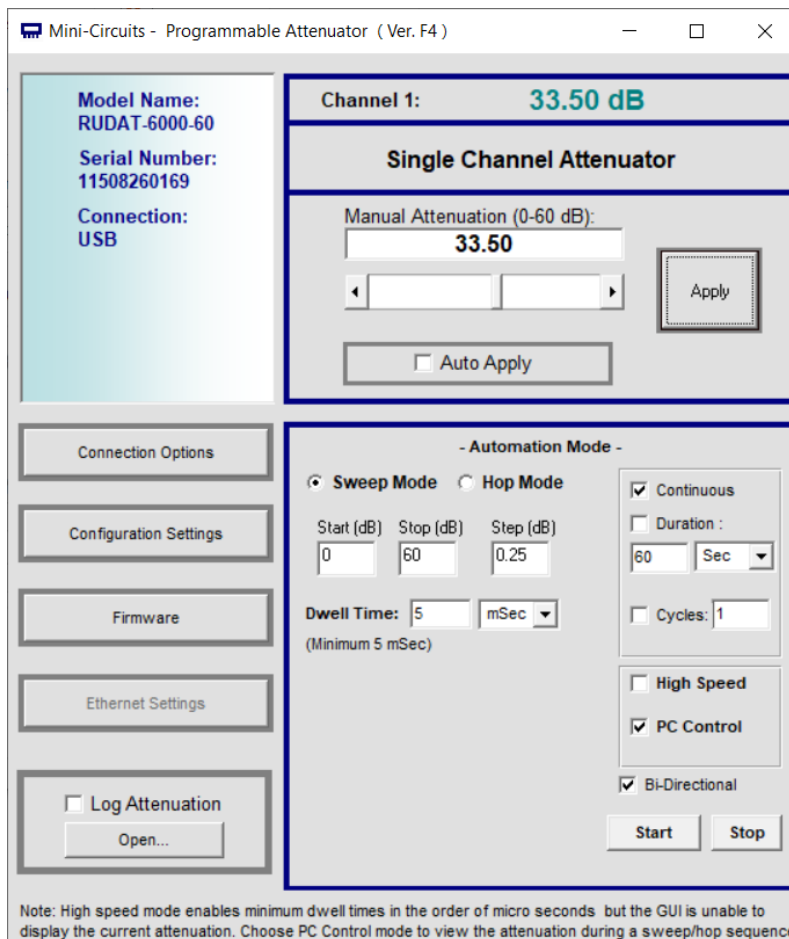 Mini-Circuits - Programmable Attenuator ( Ver. F4 )
Model Name:
RUDAT-6000-60
Serial Number:
11508260169
Connection:
USB
Channel 1: 33.50 dB
Single Channel Attenuator
Manual Attenuation (0-60 dB):
33.50
Apply
Auto Apply
Connection Options
Configuration Settings
Firmware
Ethernet Settings
Log Attenuation
Open...
- Automation Mode -
Sweep Mode Hop Mode
Start (dB) Stop (dB) Step (dB)
0 60 0.25
Dwell Time: 5 mSec
(Minimum 5 mSec)
Continuous
Duration :
60 Sec
Cycles: 1
High Speed
PC Control
Bi-Directional
Start Stop
Note: High speed mode enables minimum dwell times in the order of micro seconds but the GUI is unable to
display the current attenuation. Choose PC Control mode to view the attenuation during a sweep/hop sequence